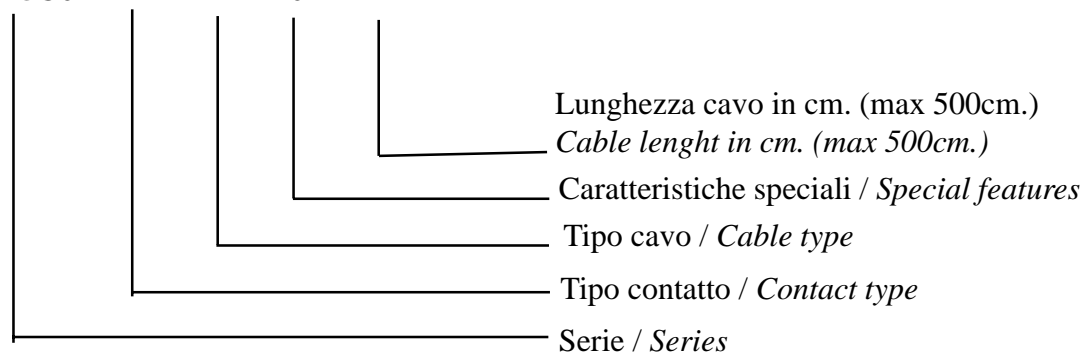 Lunghezza cavo in cm. (max 500cm.)
Cable lenght in cm. (max 500cm.)
Caratteristiche speciali / Special features
Tipo cavo / Cable type
Tipo contatto / Contact type
Serie / Series